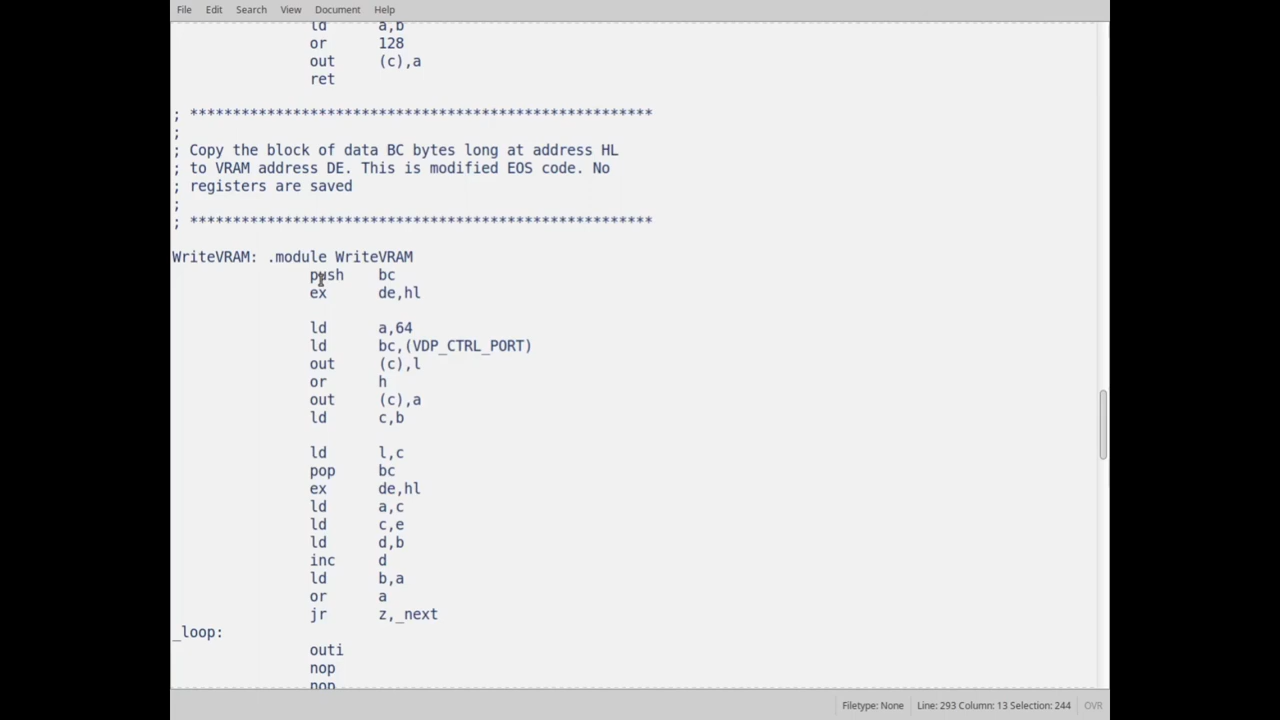 File Edit Search View Document Help
ld a,b
or 128
out (c),a
ret
; ******************************************************
;
; Copy the block of data BC bytes long at address HL
; to VRAM address DE. This is modified EOS code. No
; registers are saved
;
; ******************************************************
WriteVRAM: .module WriteVRAM
push bc
ex de,hl
ld a,64
ld bc,(VDP_CTRL_PORT)
out (c),l
or h
out (c),a
ld c,b
ld l,c
pop bc
ex de,hl
ld a,c
ld c,e
ld d,b
inc d
ld b,a
or a
jr z,_next
_loop:
outi
nop
nop
Filetype: None Line: 293 Column: 13 Selection: 244 OVR